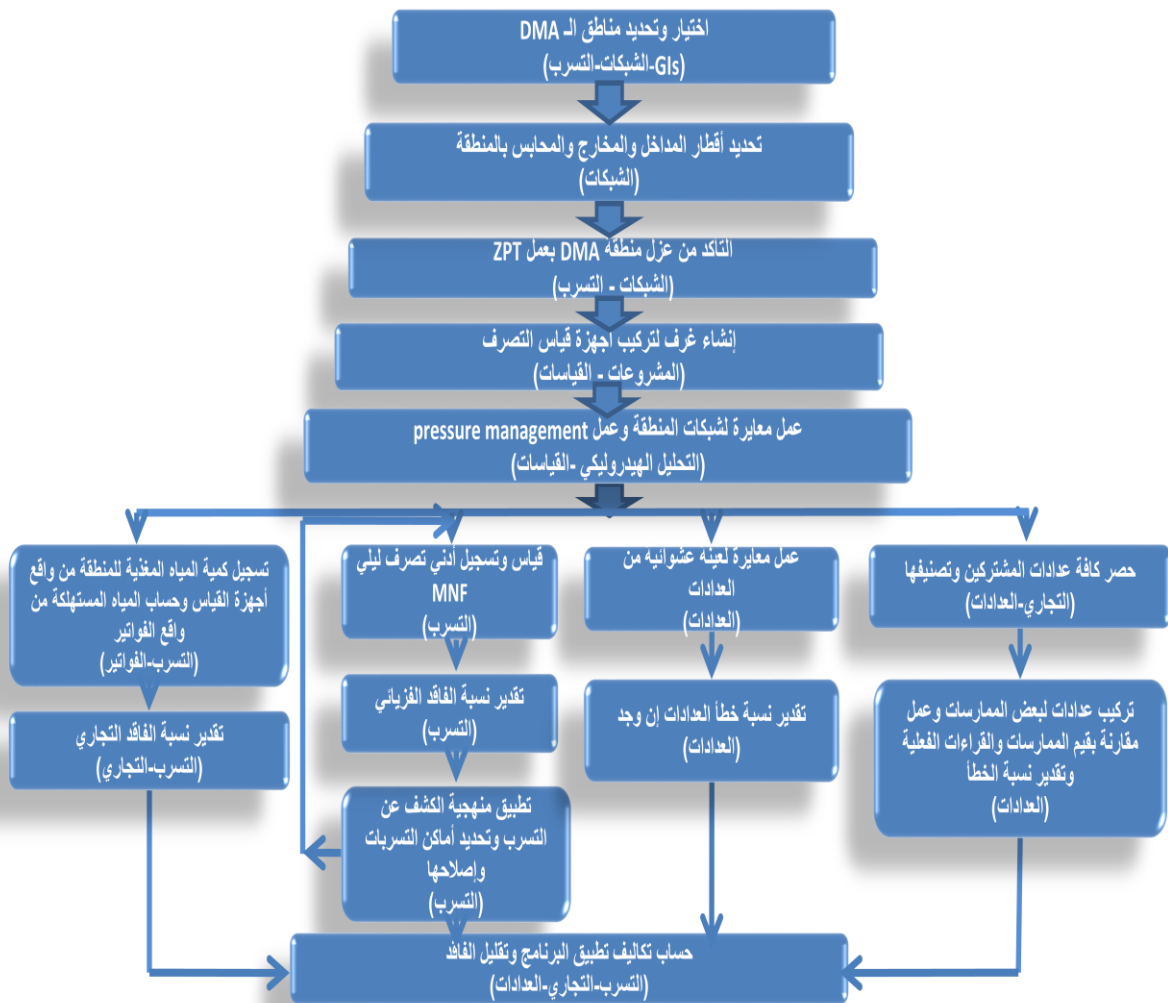 اختيار وتحديد مناطق الـ DMA
(GIs-الشبكات-التسرب)
تحديد أقطار المداخل والمخارج والمحابس بالمنطقة
(الشبكات)
التأكد من عزل منطقة DMA بعمل ZPT
(الشبكات - التسرب)
إنشاء غرف لتركيب أجهزة قياس التصرف
(المشروعات - القياسات)
عمل معايرة لشبكات المنطقة وعمل pressure management
(التحليل الهيدروليكي -القياسات)
حصر كافة عدادات المشتركين وتصنيفها
(التجاري-العدادات)
تركيب عدادات لبعض الممارسات وعمل
مقارنة بقيم الممارسات والقراءات الفعلية
وتقدير نسبة الخطأ
(العدادات)
عمل معايرة لعينه عشوائيه من
العدادات
(العدادات)
تقدير نسبة خطأ العدادات إن وجد
(العدادات)
قياس وتسجيل أدني تصرف ليلي
MNF
(التسرب)
تقدير نسبة الفاقد الفزيائي
(التسرب)
تطبيق منهجية الكشف عن
التسرب وتحديد أماكن التسربات
وإصلاحها
(التسرب)
تسجيل كمية المياه المغذية للمنطقة من واقع
أجهزة القياس وحساب المياه المستهلكة من
واقع الفواتير
(التسرب-الفواتير)
تقدير نسبة الفاقد التجاري
(التسرب-التجاري)
حساب تكاليف تطبيق البرنامج وتقليل الفاقد
(التسرب-التجاري-العدادات)